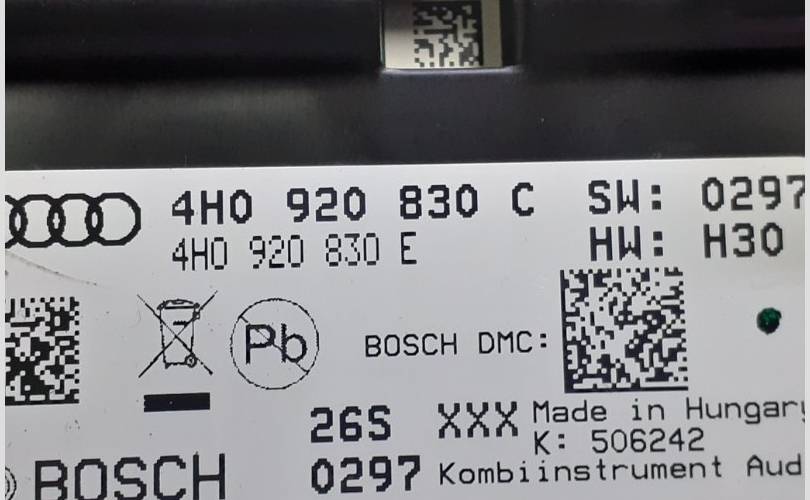 4H0 920 830 C SW: 0297
4H0 920 830 E HW: H30
Pb BOSCH DMC:
26S XXX Made in Hungary
K: 506242
BOSCH 0297 Kombiinstrument Aud